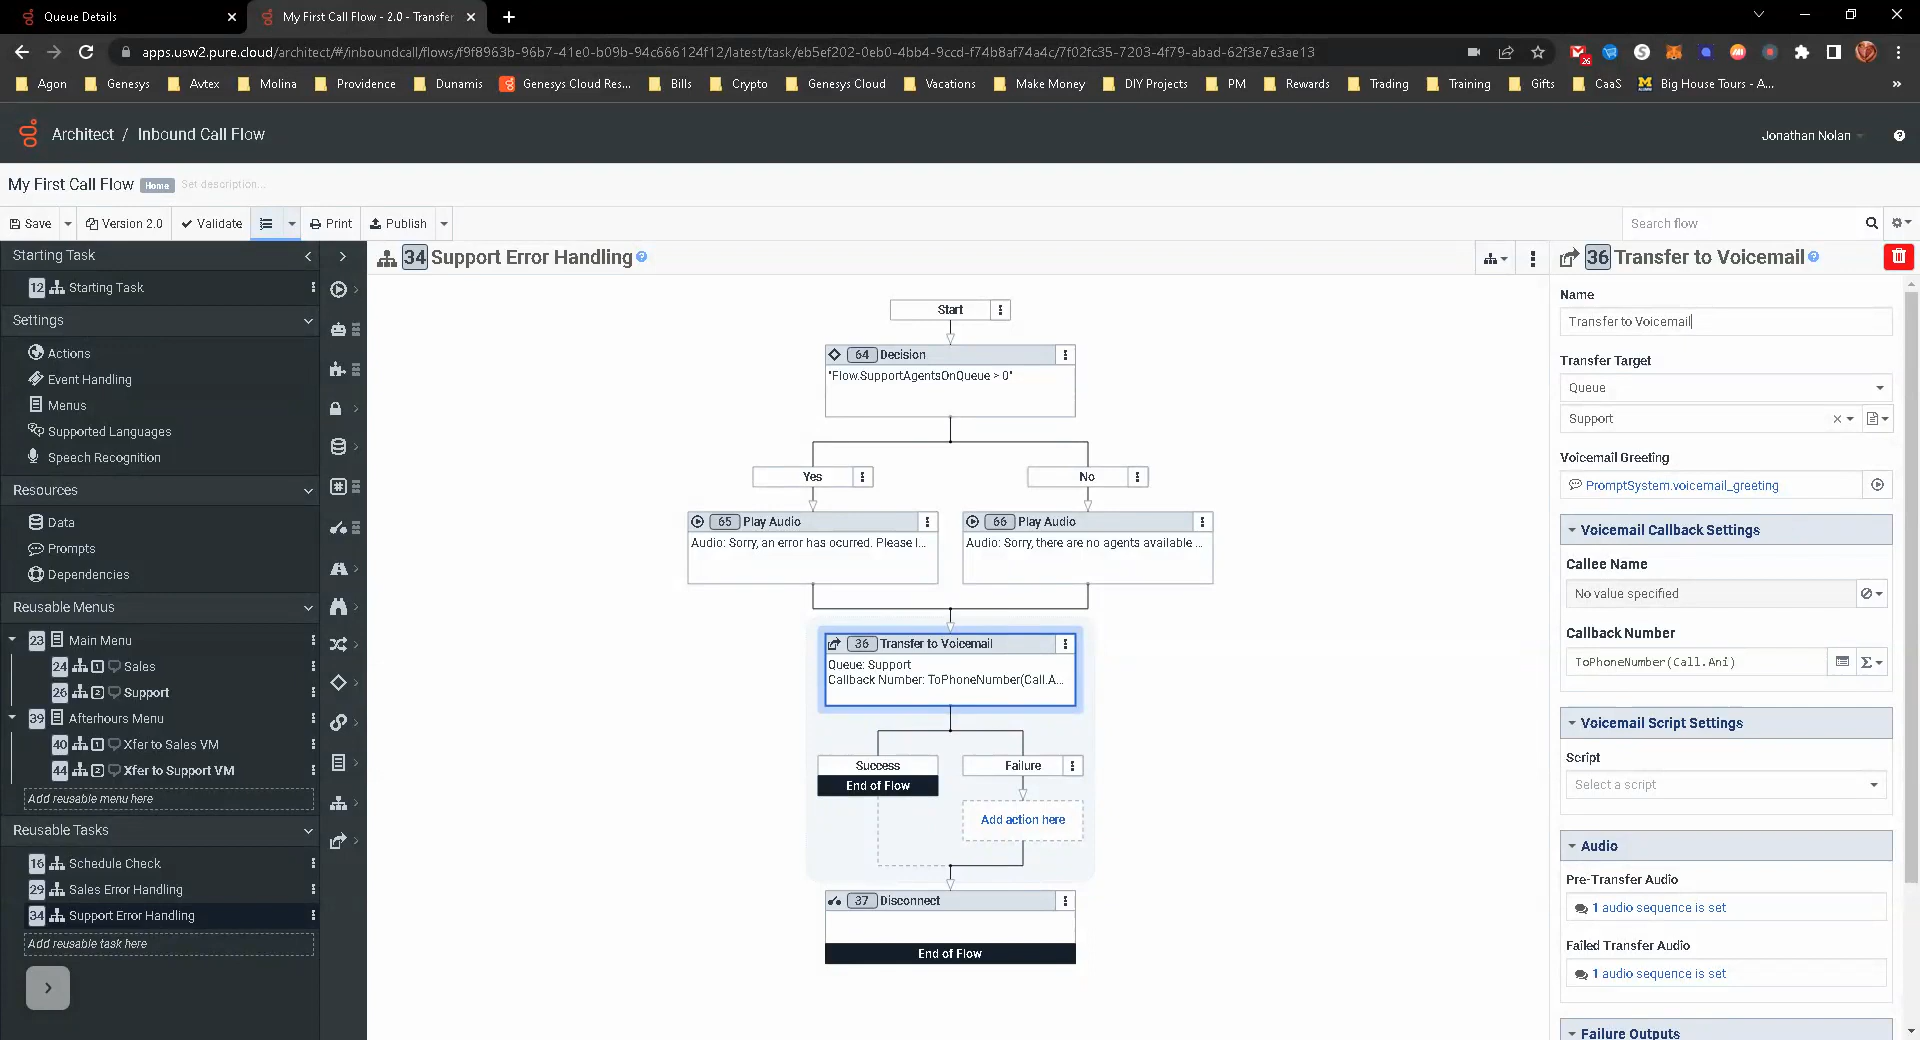 Queue Details
My First Call Flow - 2.0 - Transfer
apps.usw2.pure.cloud/architect/#/inboundcall/flows/f9f8963b-96b7-41e0-b09b-94c666124f12/latest/task/eb5ef202-0eb0-4bb4-9ccd-f74b8af74a4c/7f02fc35-7203-4f79-abad-62f3e7e3ae13
26
Agon
Genesys
Avtex
Molina
Providence
Dunamis
Genesys Cloud Res...
Bills
Crypto
Genesys Cloud
Vacations
Make Money
DIY Projects
PM
Rewards
Trading
Training
Gifts
CaaS
Big House Tours - A...
Architect / Inbound Call Flow
Jonathan Nolan
My First Call Flow Home Set description...
Save
Version 2.0
Validate
Print
Publish
Search flow
Starting Task
12 Starting Task
Settings
Actions
Event Handling
Menus
Supported Languages
Speech Recognition
Resources
Data
Prompts
Dependencies
Reusable Menus
23 Main Menu
24 1 Sales
26 2 Support
39 Afterhours Menu
40 1 Xfer to Sales VM
44 2 Xfer to Support VM
Add reusable menu here
Reusable Tasks
16 Schedule Check
29 Sales Error Handling
34 Support Error Handling
Add reusable task here
34 Support Error Handling
Start
64 Decision
"Flow.SupportAgentsOnQueue > 0"
Yes
No
65 Play Audio
Audio: Sorry, an error has ocurred. Please l...
66 Play Audio
Audio: Sorry, there are no agents available ...
36 Transfer to Voicemail
Queue: Support
Callback Number: ToPhoneNumber(Call.A...
Success
End of Flow
Failure
Add action here
37 Disconnect
End of Flow
36 Transfer to Voicemail
Name
Transfer to Voicemail
Transfer Target
Queue
Support
Voicemail Greeting
PromptSystem.voicemail_greeting
Voicemail Callback Settings
Callee Name
No value specified
Callback Number
ToPhoneNumber(Call.Ani)
Voicemail Script Settings
Script
Select a script
Audio
Pre-Transfer Audio
1 audio sequence is set
Failed Transfer Audio
1 audio sequence is set
Failure Outputs